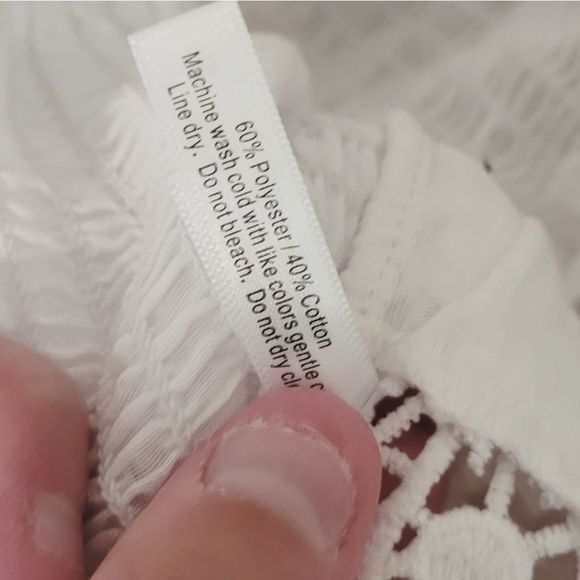 60% Polyester / 40% Cotton
Machine wash cold with like colors gentle
Line dry. Do not bleach. Do not dry